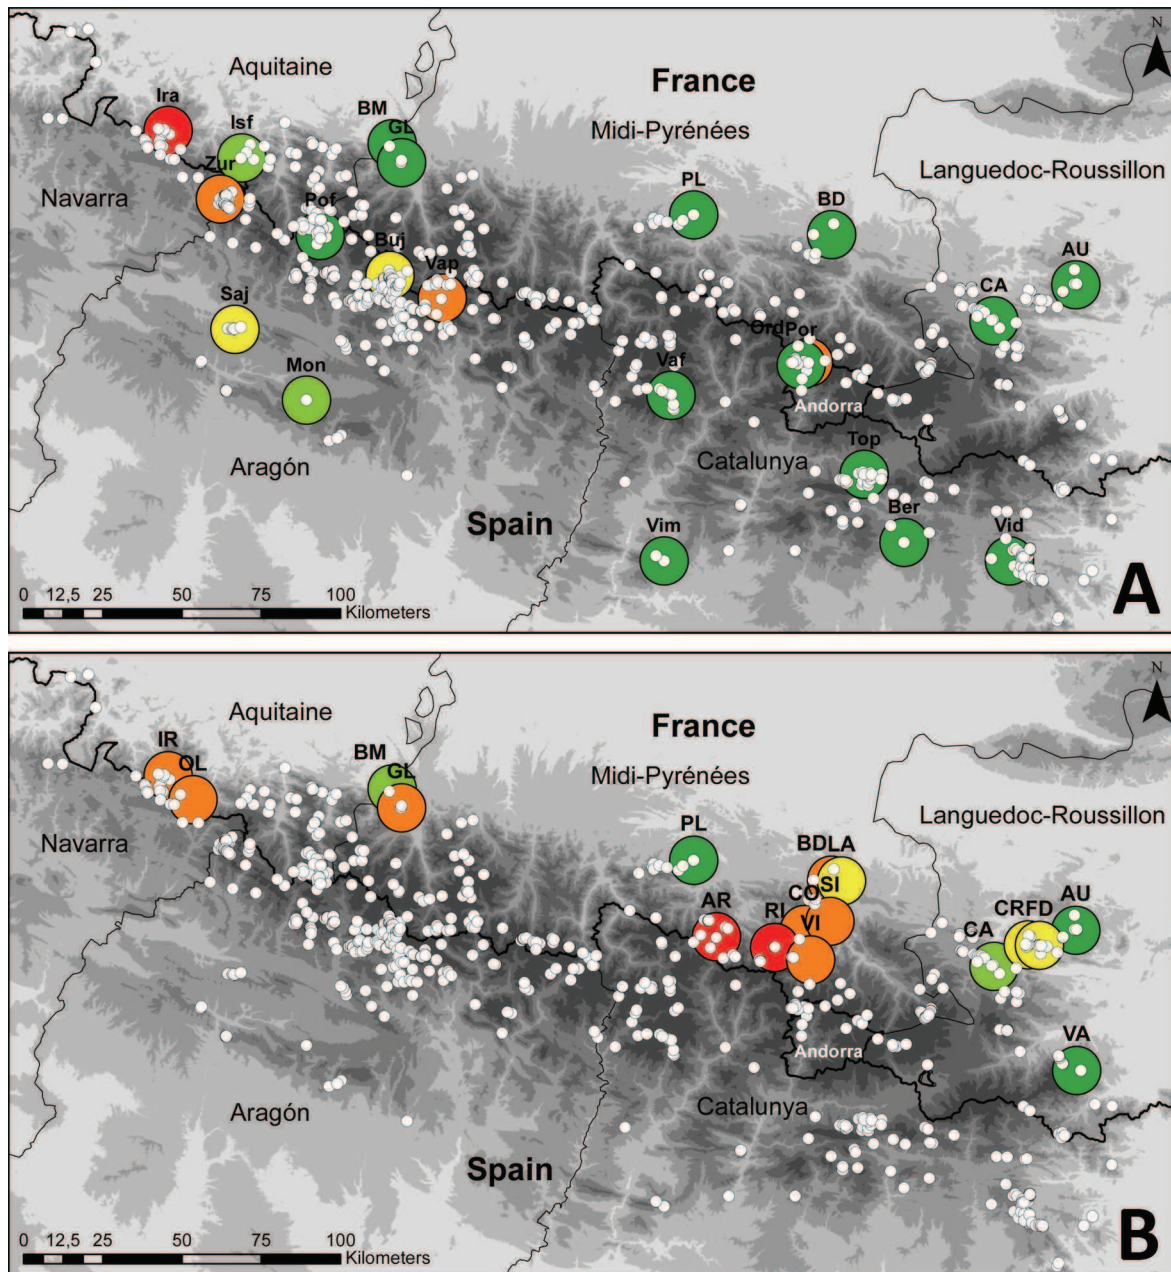 N
Aquitaine
France
Ira
BM
Isf
GL
Midi-Pyrénées
Zur
Languedoc-Roussillon
Navarra
PL
BD
Pof
Buj
AU
Vap
CA
Saj
OrdPor
Mon
Vaf
Andorra
Aragón
Catalunya
Top
Spain
Vim
Ber
Vid
0 12,5 25 50 75 100
Kilometers
A
N
Aquitaine
France
IR
BM
OL
GL
Midi-Pyrénées
Languedoc-Roussillon
Navarra
PL
BDLA
SI
CO
AR
RI
VI
CRFD
AU
CA
VA
Andorra
Aragón
Catalunya
Spain
0 12,5 25 50 75 100
Kilometers
B